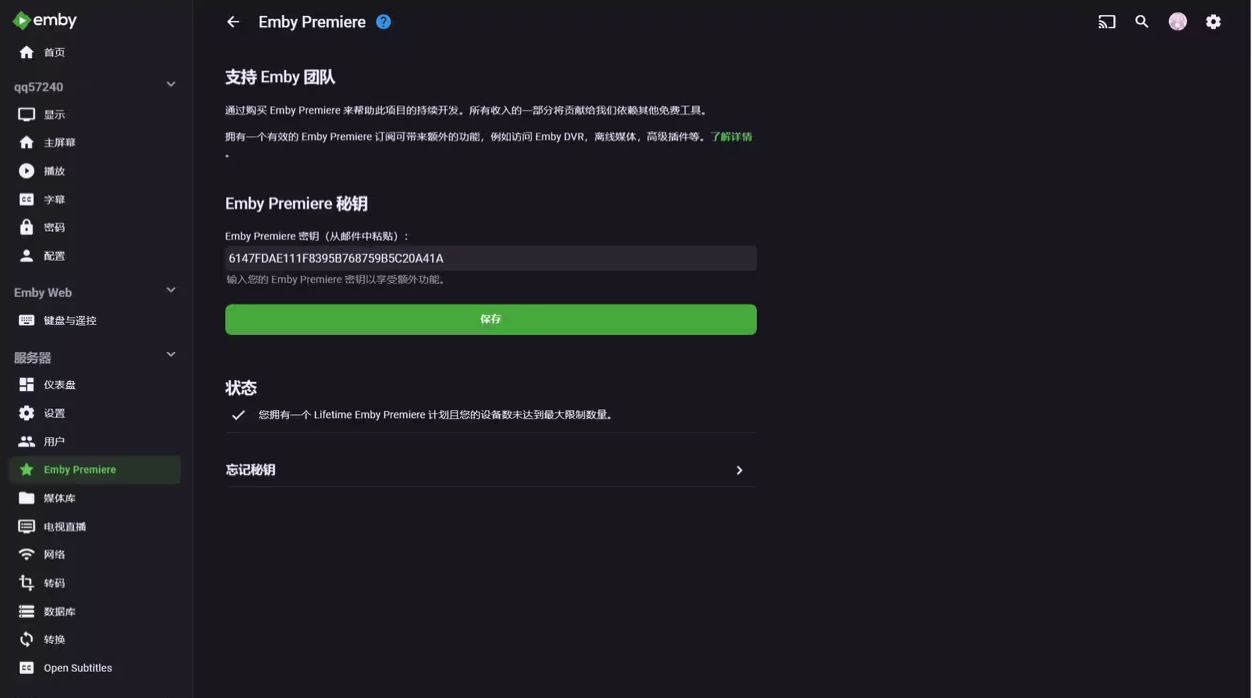 emby
Emby Premiere
首页
qq57240
显示
主屏幕
播放
字幕
密码
配置
Emby Web
键盘与遥控
服务器
仪表盘
设置
用户
Emby Premiere
媒体库
电视直播
网络
转码
数据库
转换
Open Subtitles
支持 Emby 团队
通过购买 Emby Premiere 来帮助此项目的持续开发。所有收入的一部分将贡献给我们依赖其他免费工具。
拥有一个有效的 Emby Premiere 订阅可带来额外的功能，例如访问 Emby DVR，离线媒体，高级插件等。了解详情
。
Emby Premiere 秘钥
Emby Premiere 密钥（从邮件中粘贴）：
6147FDAE111F8395B768759B5C20A41A
输入您的 Emby Premiere 密钥以享受额外功能。
保存
状态
您拥有一个 Lifetime Emby Premiere 计划且您的设备数未达到最大限制数量。
忘记秘钥